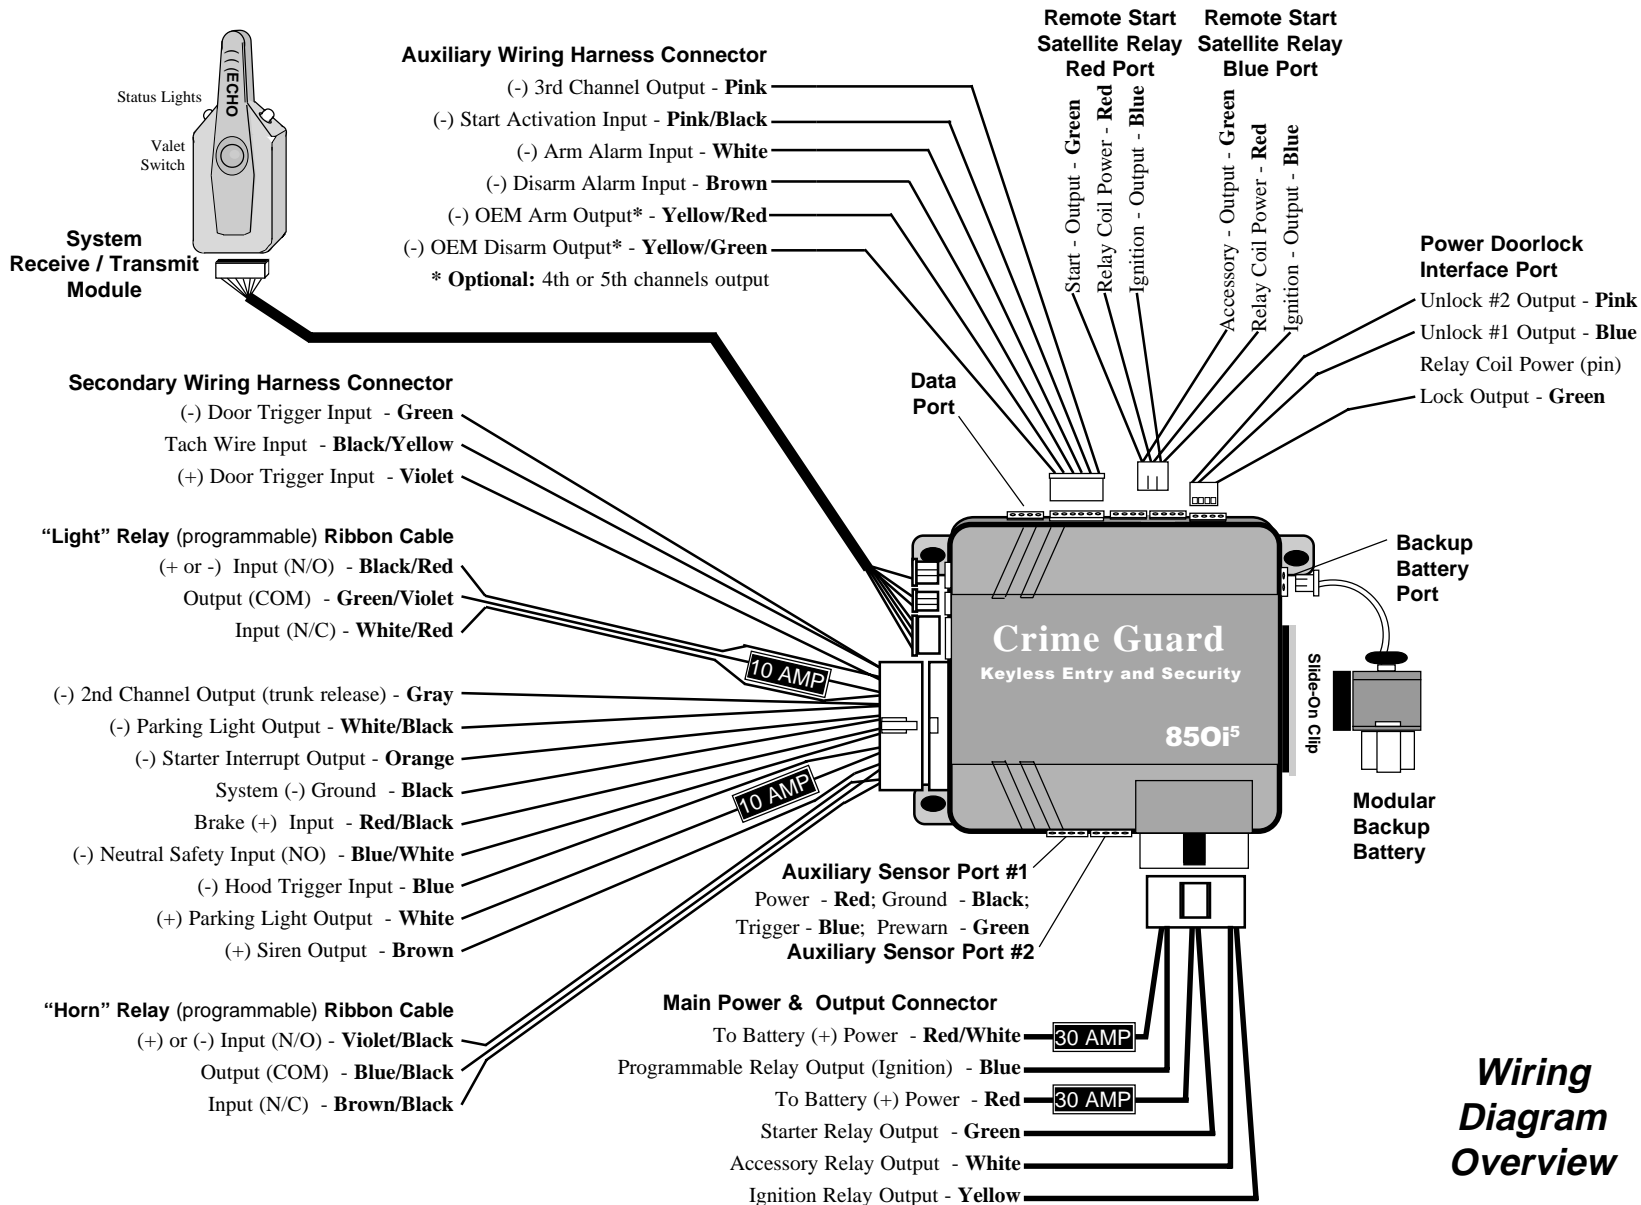 Auxiliary Wiring Harness Connector
(-) 3rd Channel Output - Pink
(-) Start Activation Input - Pink/Black
(-) Arm Alarm Input - White
(-) Disarm Alarm Input - Brown
(-) OEM Arm Output* - Yellow/Red
(-) OEM Disarm Output* - Yellow/Green
* Optional: 4th or 5th channels output
Remote Start
Satellite Relay
Red Port
Start - Output - Green
Relay Coil Power - Red
Ignition - Output - Blue
Remote Start
Satellite Relay
Blue Port
Accessory - Output - Green
Relay Coil Power - Red
Ignition - Output - Blue
Power Doorlock
Interface Port
Unlock #2 Output - Pink
Unlock #1 Output - Blue
Relay Coil Power (pin)
Lock Output - Green
Status Lights
Valet
Switch
(((ECHO
System
Receive / Transmit
Module
Data
Port
Secondary Wiring Harness Connector
(-) Door Trigger Input - Green
Tach Wire Input - Black/Yellow
(+) Door Trigger Input - Violet
“Light” Relay (programmable) Ribbon Cable
(+ or -) Input (N/O) - Black/Red
Output (COM) - Green/Violet
Input (N/C) - White/Red
10 AMP
(-) 2nd Channel Output (trunk release) - Gray
(-) Parking Light Output - White/Black
(-) Starter Interrupt Output - Orange
System (-) Ground - Black
Brake (+) Input - Red/Black
(-) Neutral Safety Input (NO) - Blue/White
(-) Hood Trigger Input - Blue
(+) Parking Light Output - White
(+) Siren Output - Brown
10 AMP
“Horn” Relay (programmable) Ribbon Cable
(+) or (-) Input (N/O) - Violet/Black
Output (COM) - Blue/Black
Input (N/C) - Brown/Black
Crime Guard
Keyless Entry and Security
850i5
Backup
Battery
Port
Slide-On Clip
Modular
Backup
Battery
Auxiliary Sensor Port #1
Power - Red; Ground - Black;
Trigger - Blue; Prewarn - Green
Auxiliary Sensor Port #2
Main Power & Output Connector
To Battery (+) Power - Red/White
30 AMP
Programmable Relay Output (Ignition) - Blue
To Battery (+) Power - Red
30 AMP
Starter Relay Output - Green
Accessory Relay Output - White
Ignition Relay Output - Yellow
Wiring
Diagram
Overview